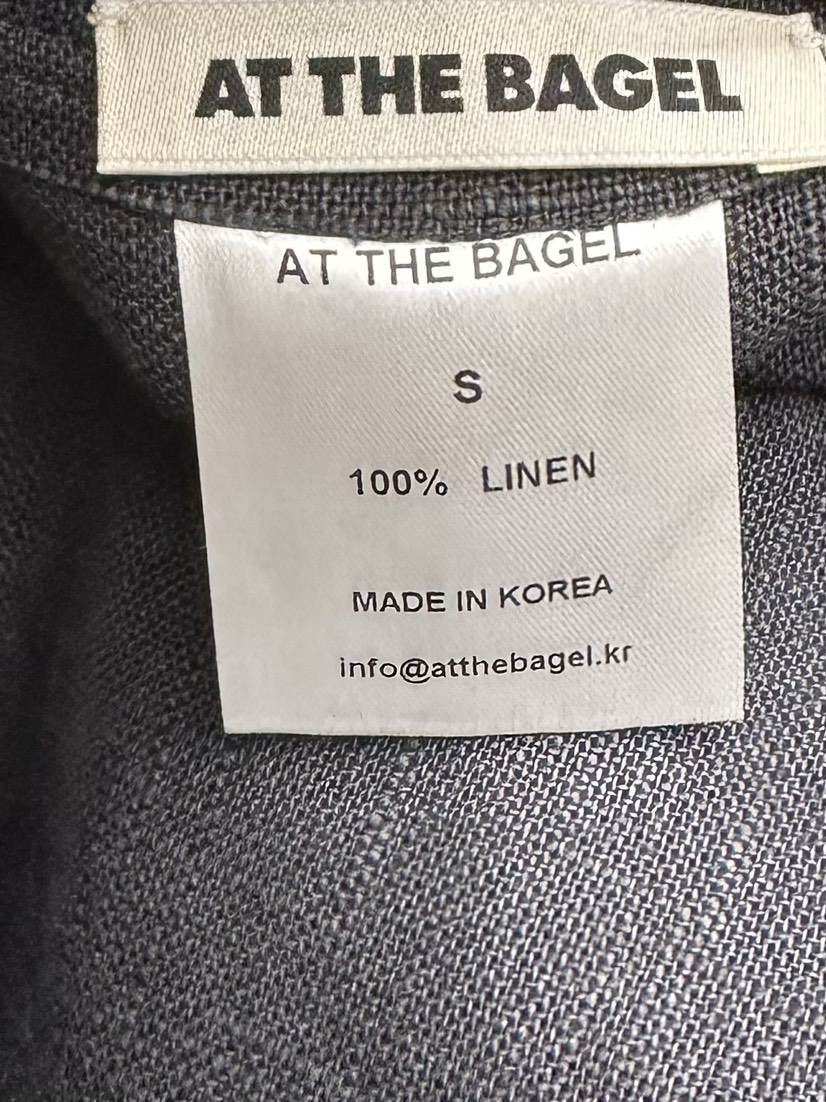 AT THE BAGEL
AT THE BAGEL
S
100% LINEN
MADE IN KOREA
info@atthebagel.kr